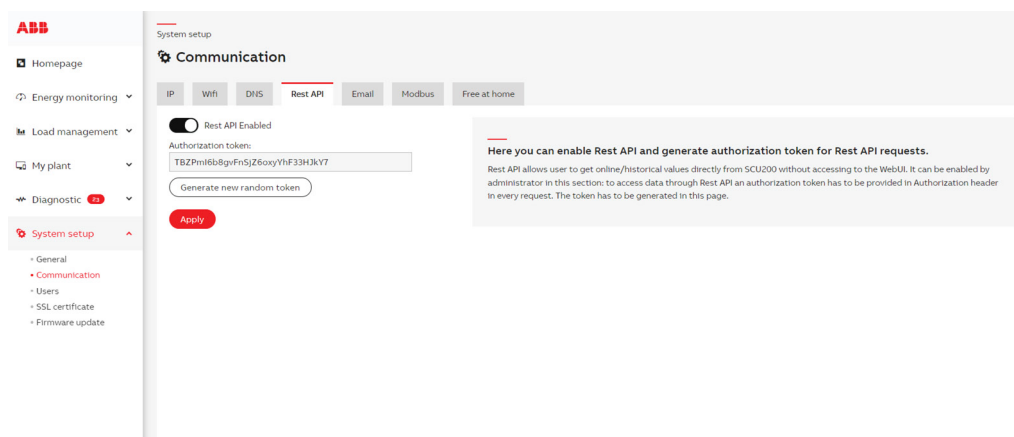 ABB
Homepage
Energy monitoring
Load management
My plant
Diagnostic 23
System setup
General
Communication
Users
SSL certificate
Firmware update
System setup
Communication
IP Wifi DNS Rest API Email Modbus Free at home
Rest API Enabled
Authorization token:
TBZPmI6b8gvFn5jZ6oxyYhF33HJkY7
Generate new random token
Apply
Here you can enable Rest API and generate authorization token for Rest API requests.
Rest API allows user to get online/historical values directly from SCU200 without accessing to the WebUI. It can be enabled by
administrator in this section: to access data through Rest API an authorization token has to be provided in Authorization header
in every request. The token has to be generated in this page.